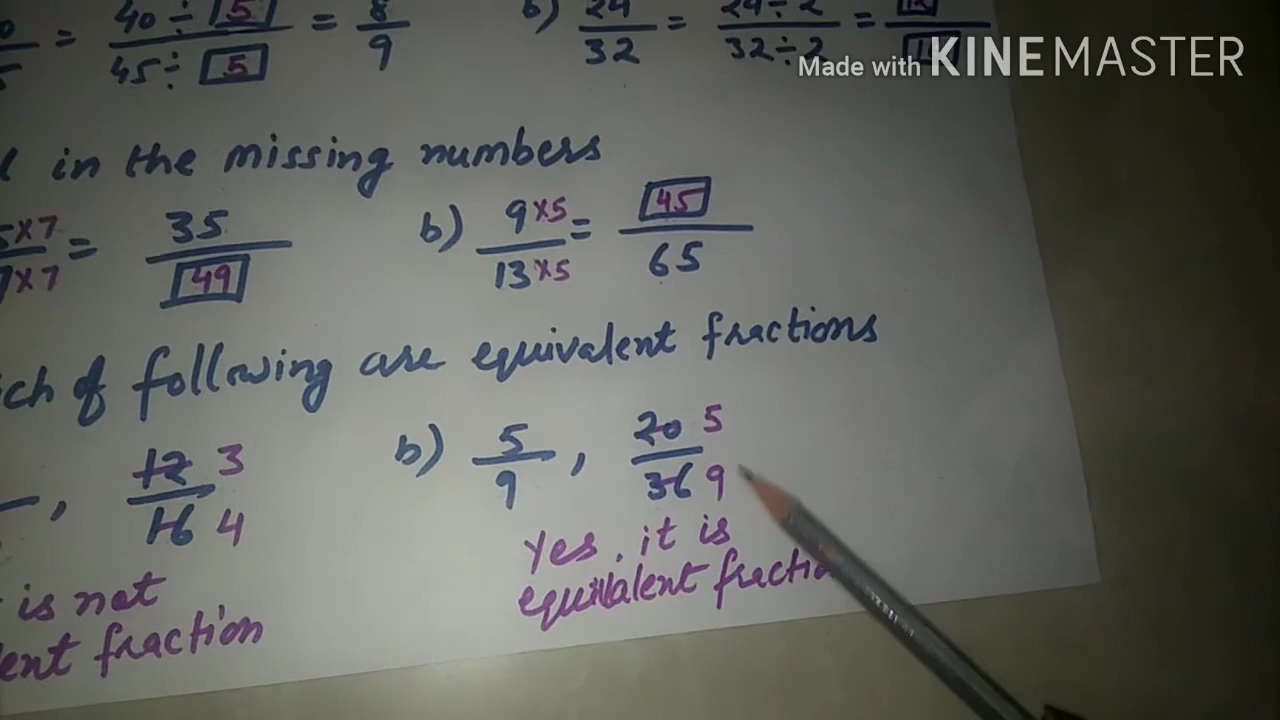 = 40÷5 / 45÷5 = 8/9 b) 24/32 = 24÷2 / 32÷2 =
Made with KINEMASTER
in the missing numbers
×7 / ×7 = 35/49 b) 9×5 / 13×5 = 45/65
of following are equivalent fractions
, 12/16 3/4 b) 5/9 , 20/36 5/9
is not
fraction
Yes, it is
equivalent